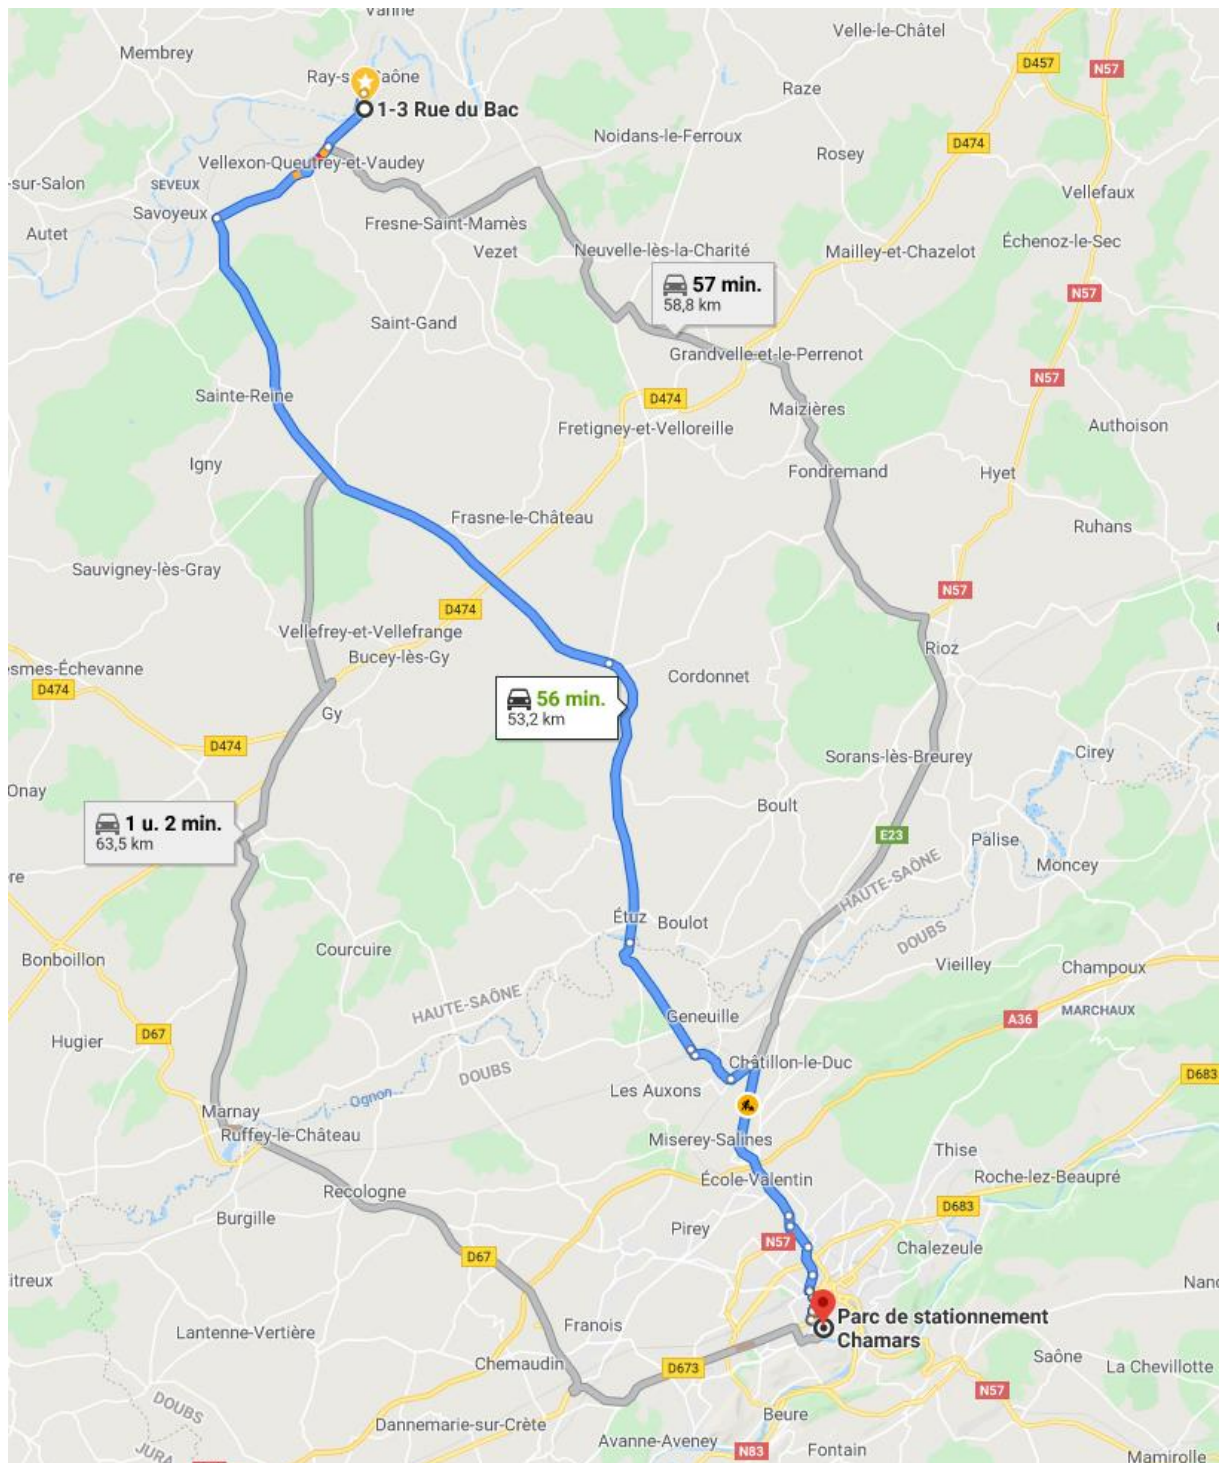 Vanne
Velle-le-Châtel
Membrey
D457
N57
Ray-s
aône
Raze
1-3 Rue du Bac
Noidans-le-Ferroux
D474
Rosey
Vellexon-Queutrey-et-Vaudey
-sur-Salon
SEVEUX
Vellefaux
Savoyeux
Autet
Fresne-Saint-Mamès
Vezet
Neuvelle-lès-la-Charité
Mailley-et-Chazelot
Échenoz-le-Sec
57 min.
58,8 km
N57
Saint-Gand
Grandvelle-et-le-Perrenot
N57
Sainte-Reine
D474
Maizières
Fretigney-et-Velloreille
Authoison
Igny
Fondremand
Hyet
Frasne-le-Château
Ruhans
Sauvigney-lès-Gray
N57
D474
Vellefrey-et-Vellefrange
Bucey-lès-Gy
Rioz
esmes-Échevanne
Cordonnet
D474
56 min.
53,2 km
Gy
D474
Sorans-lès-Breurey
Cirey
Onay
Boult
1 u. 2 min.
63,5 km
E23
Palise
Moncey
re
HAUTE-SAÔNE
Étuz
Boulot
DOUBS
Courcuire
Bonboillon
Vieilley
Champoux
HAUTE-SAÔNE
Geneuille
A36
MARCHAUX
D67
Hugier
Châtillon-le-Duc
DOUBS
D683
Les Auxons
Ognon
Marnay
Ruffey-le-Château
Miserey-Salines
Thise
École-Valentin
Roche-lez-Beaupré
Recologne
Burgille
D683
Pirey
N57
Chalezeule
D67
itreux
Nanc
Parc de stationnement
Chamars
Franois
Lantenne-Vertière
Saône
Chemaudin
D673
La Chevillotte
N57
DOUBS
Beure
Dannemarie-sur-Crète
Avanne-Aveney
JURA
N83
Fontain
Mamirolle